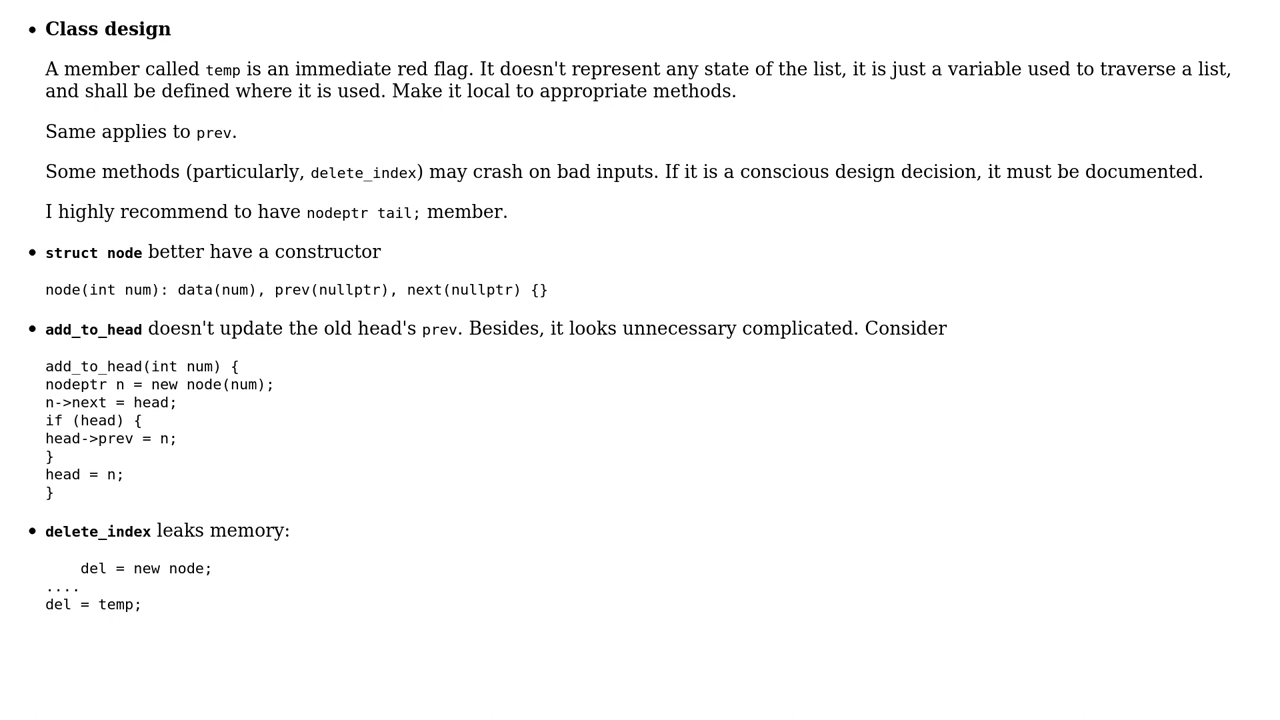 Class design
A member called temp is an immediate red flag. It doesn't represent any state of the list, it is just a variable used to traverse a list,
and shall be defined where it is used. Make it local to appropriate methods.
Same applies to prev.
Some methods (particularly, delete_index) may crash on bad inputs. If it is a conscious design decision, it must be documented.
I highly recommend to have nodeptr tail; member.
struct node better have a constructor
node(int num): data(num), prev(nullptr), next(nullptr) {}
add_to_head doesn't update the old head's prev. Besides, it looks unnecessary complicated. Consider
add_to_head(int num) {
nodeptr n = new node(num);
n->next = head;
if (head) {
head->prev = n;
}
head = n;
}
delete_index leaks memory:
del = new node;
....
del = temp;